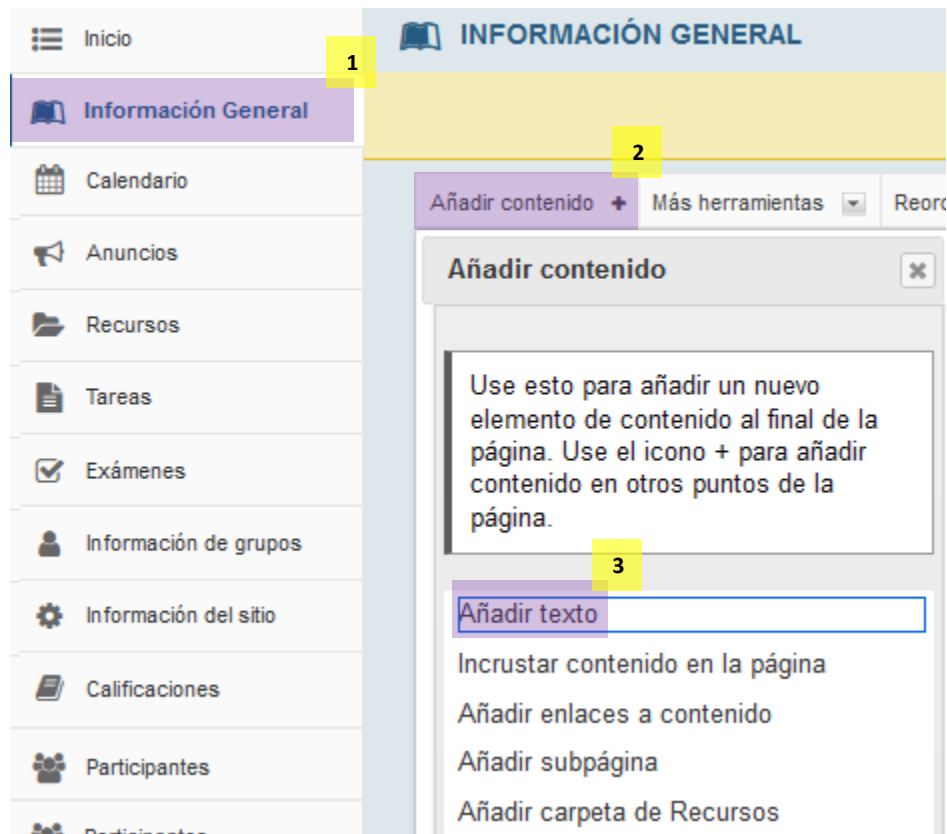 Inicio
1
Información General
Calendario
Anuncios
Recursos
Tareas
Exámenes
Información de grupos
Información del sitio
Calificaciones
Participantes
Participantes
INFORMACIÓN GENERAL
2
Añadir contenido + Más herramientas Reord
Añadir contenido
Use esto para añadir un nuevo
elemento de contenido al final de la
página. Use el icono + para añadir
contenido en otros puntos de la
página.
3
Añadir texto
Incrustar contenido en la página
Añadir enlaces a contenido
Añadir subpágina
Añadir carpeta de Recursos